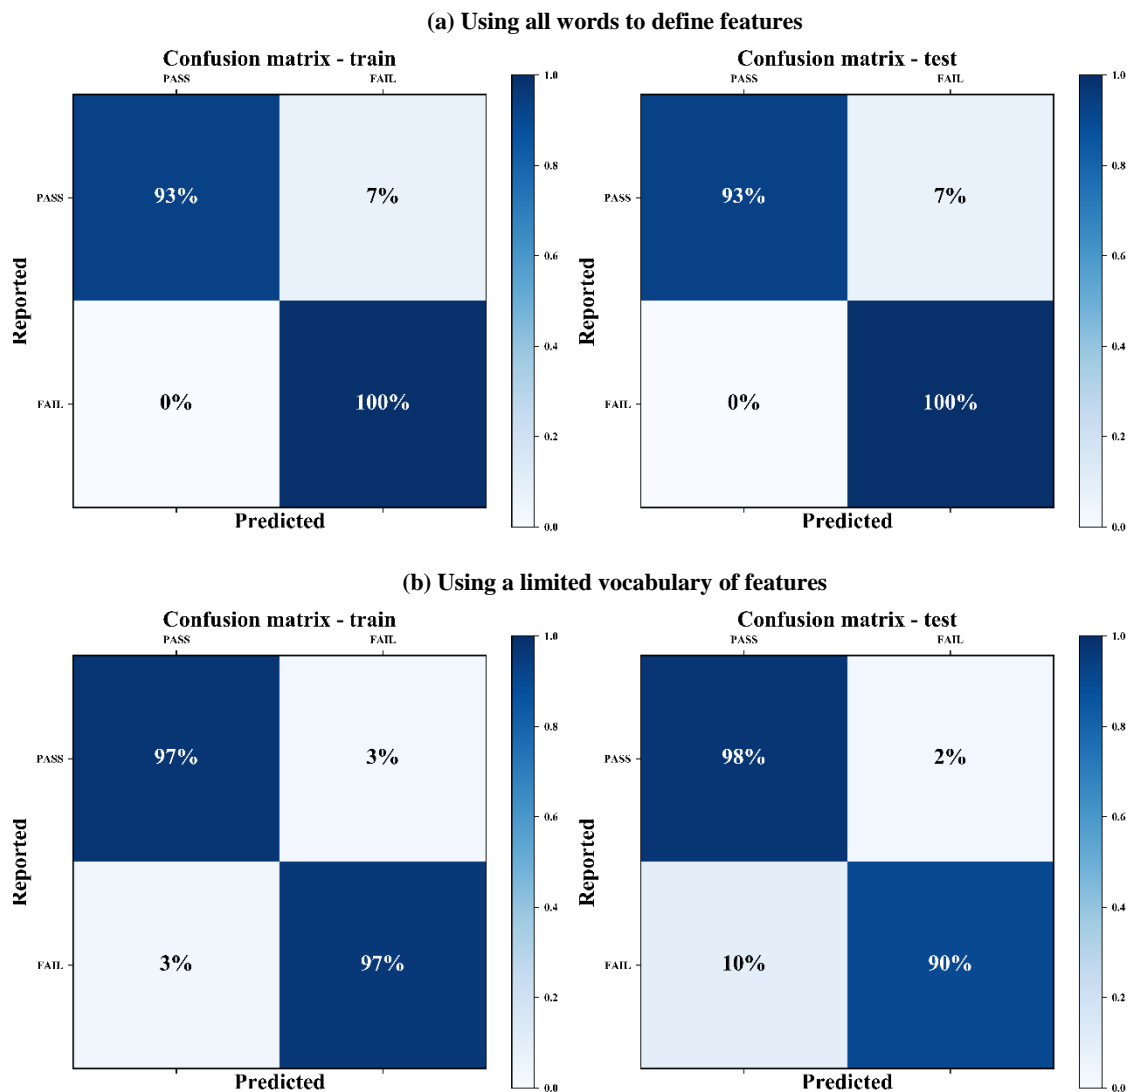 (a) Using all words to define features
Confusion matrix - train
PASS FAIL
1.0
0.8
PASS 93% 7%
0.6
Reported
0.4
FAIL 0% 100%
0.2
0.0
Predicted
Confusion matrix - test
PASS FAIL
1.0
0.8
PASS 93% 7%
0.6
Reported
0.4
FAIL 0% 100%
0.2
0.0
Predicted
(b) Using a limited vocabulary of features
Confusion matrix - train
PASS FAIL
1.0
0.8
PASS 97% 3%
0.6
Reported
0.4
FAIL 3% 97%
0.2
0.0
Predicted
Confusion matrix - test
PASS FAIL
1.0
0.8
PASS 98% 2%
0.6
Reported
0.4
FAIL 10% 90%
0.2
0.0
Predicted